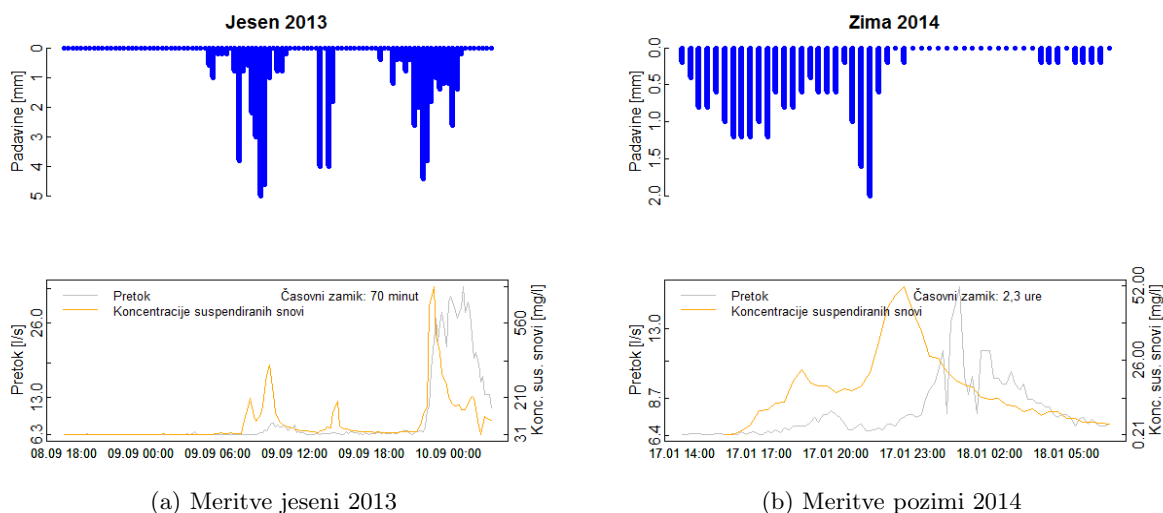 Jesen 2013
Padavine [mm]
0
1
2
3
4
5
Pretok
Časovni zamik: 70 minut
Koncentracije suspendiranih snovi
Pretok [l/s]
26.0
13.0
6.3
Konc. sus. snovi [mg/l]
560
210
31
08.09 18:00 09.09 00:00 09.09 06:00 09.09 12:00 09.09 18:00 10.09 00:00
(a) Meritve jeseni 2013
Zima 2014
Padavine [mm]
0.0
0.5
1.0
1.5
2.0
Pretok
Časovni zamik: 2,3 ure
Koncentracije suspendiranih snovi
Pretok [l/s]
13.0
8.7
6.4
Konc. sus. snovi [mg/l]
52.00
26.00
0.21
17.01 14:00 17.01 17:00 17.01 20:00 17.01 23:00 18.01 02:00 18.01 05:00
(b) Meritve pozimi 2014